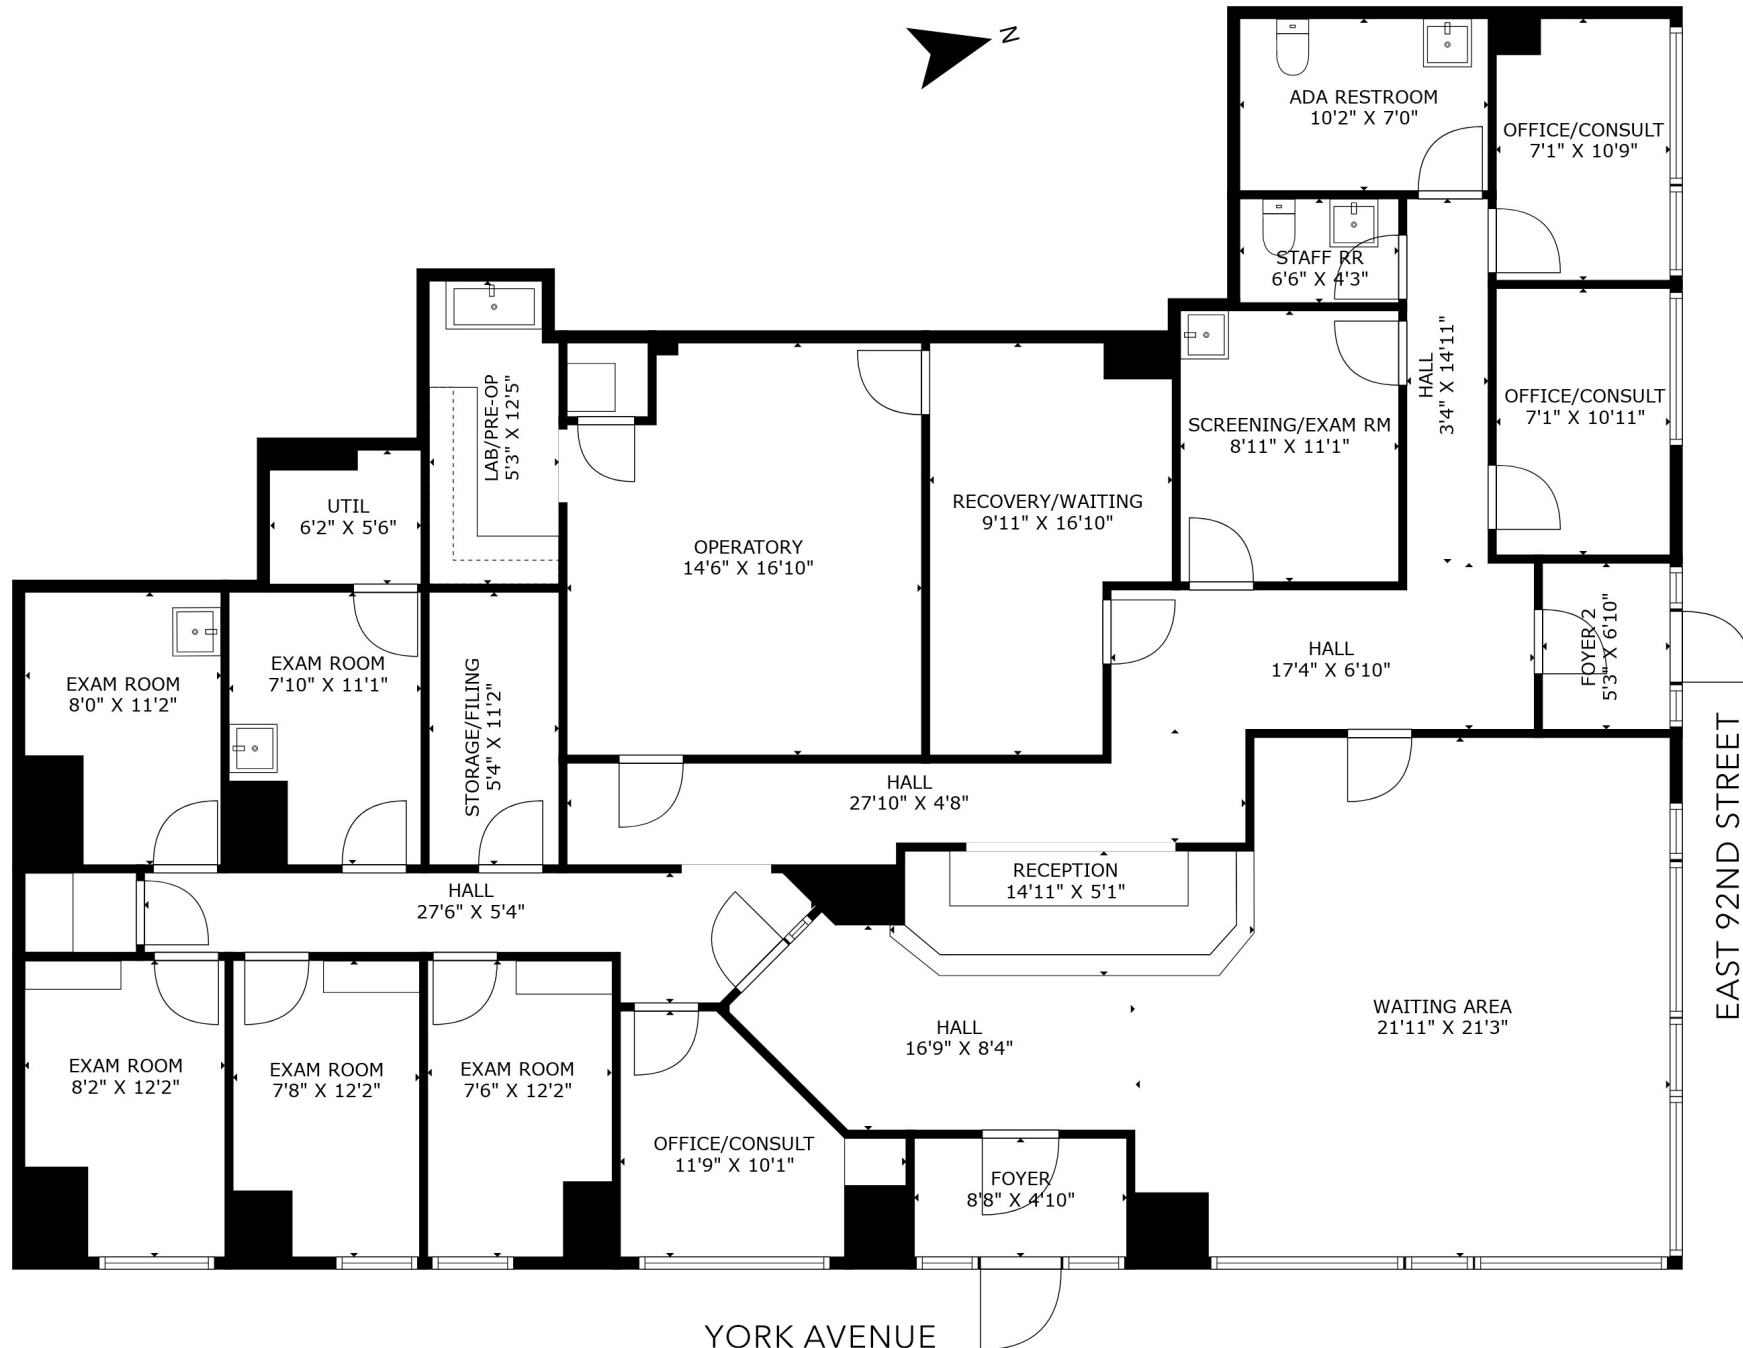 N
ADA RESTROOM
10'2" X 7'0"
OFFICE/CONSULT
7'1" X 10'9"
STAFF RR
6'6" X 4'3"
HALL
3'4" X 14'11"
OFFICE/CONSULT
7'1" X 10'11"
SCREENING/EXAM RM
8'11" X 11'1"
LAB/PRE-OP
5'3" X 12'5"
UTIL
6'2" X 5'6"
OPERATORY
14'6" X 16'10"
RECOVERY/WAITING
9'11" X 16'10"
HALL
17'4" X 6'10"
FOYER 2
5'3" X 6'10"
EXAM ROOM
8'0" X 11'2"
EXAM ROOM
7'10" X 11'1"
STORAGE/FILING
5'4" X 11'2"
HALL
27'10" X 4'8"
RECEPTION
14'11" X 5'1"
HALL
27'6" X 5'4"
EAST 92ND STREET
WAITING AREA
21'11" X 21'3"
HALL
16'9" X 8'4"
EXAM ROOM
8'2" X 12'2"
EXAM ROOM
7'8" X 12'2"
EXAM ROOM
7'6" X 12'2"
OFFICE/CONSULT
11'9" X 10'1"
FOYER
8'8" X 4'10"
YORK AVENUE